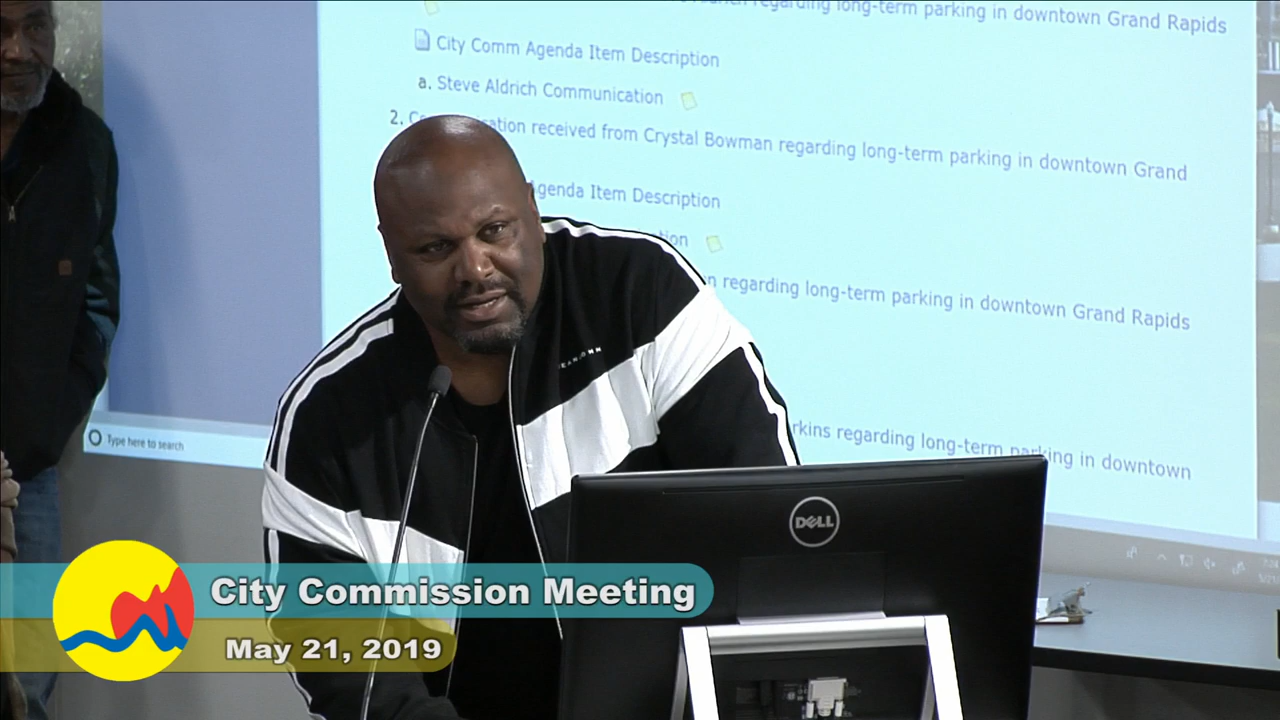 regarding long-term parking in downtown Grand Rapids
City Comm Agenda Item Description
a. Steve Aldrich Communication
2. received from Crystal Bowman regarding long-term parking in downtown Grand
Agenda Item Description
regarding long-term parking in downtown Grand Rapids
regarding long-term parking in downtown
Type here to search
DELL
City Commission Meeting
May 21, 2019